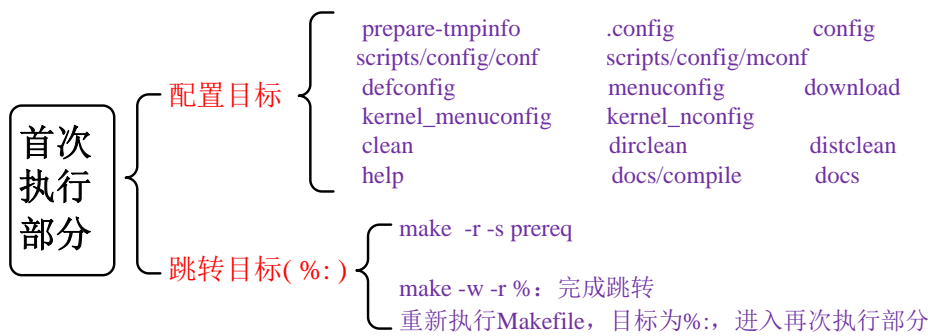 首次
执行
部分
配置目标
prepare-tmpinfo .config config
scripts/config/conf scripts/config/mconf
defconfig menuconfig download
kernel_menuconfig kernel_nconfig
clean dirclean distclean
help docs/compile docs
跳转目标( %: )
make -r -s prereq
make -w -r %：完成跳转
重新执行Makefile，目标为%:，进入再次执行部分